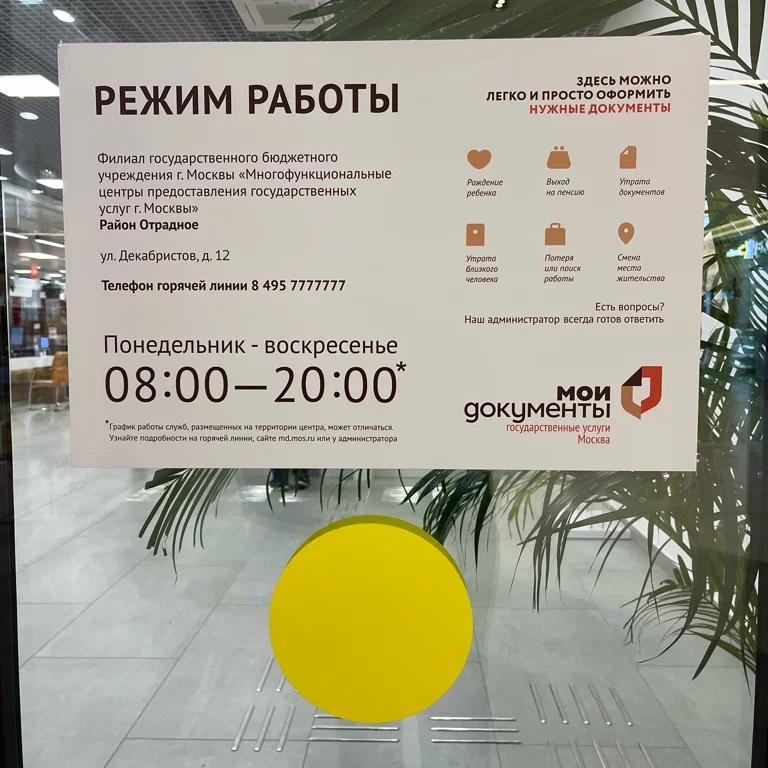 РЕЖИМ РАБОТЫ
Филиал государственного бюджетного
учреждения г. Москвы «Многофункциональные
центры предоставления государственных
услуг г. Москвы»
Район Отрадное
ул. Декабристов, д. 12
Телефон горячей линии 8 495 7777777
Понедельник - воскресенье
08:00—20:00*
*График работы служб, размещенных на территории центра, может отличаться.
Узнайте подробности на горячей линии, сайте md.mos.ru или у администратора
ЗДЕСЬ МОЖНО
ЛЕГКО И ПРОСТО ОФОРМИТЬ
НУЖНЫЕ ДОКУМЕНТЫ
Рождение
ребенка
Выход
на пенсию
Утрата
документов
Утрата
близкого
человека
Потеря
или поиск
работы
Смена
места
жительства
Есть вопросы?
Наш администратор всегда готов ответить
мои
документы
государственные услуги
Москва